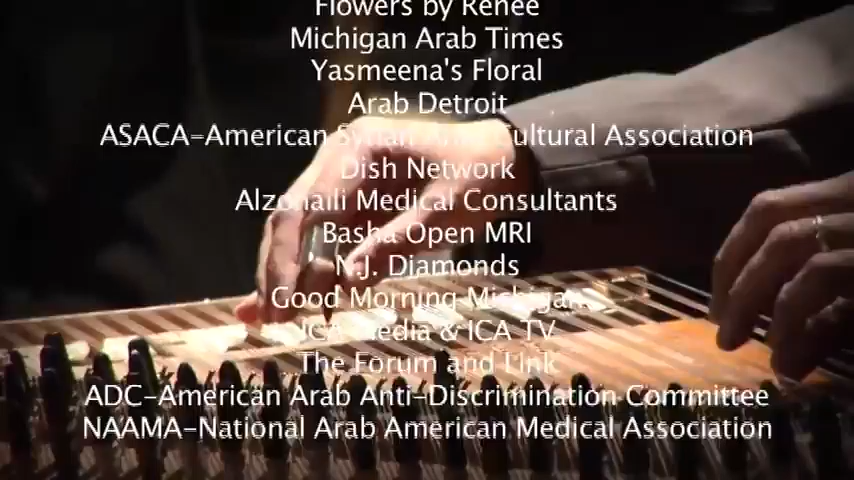 Flowers by Renee
Michigan Arab Times
Yasmeena's Floral
Arab Detroit
ASACA-American Syrian Arab Cultural Association
Dish Network
Alzohaili Medical Consultants
Basha Open MRI
N.J. Diamonds
Good Morning Michigan
ICA Media & ICA TV
The Forum and Link
ADC-American Arab Anti-Discrimination Committee
NAAMA-National Arab American Medical Association